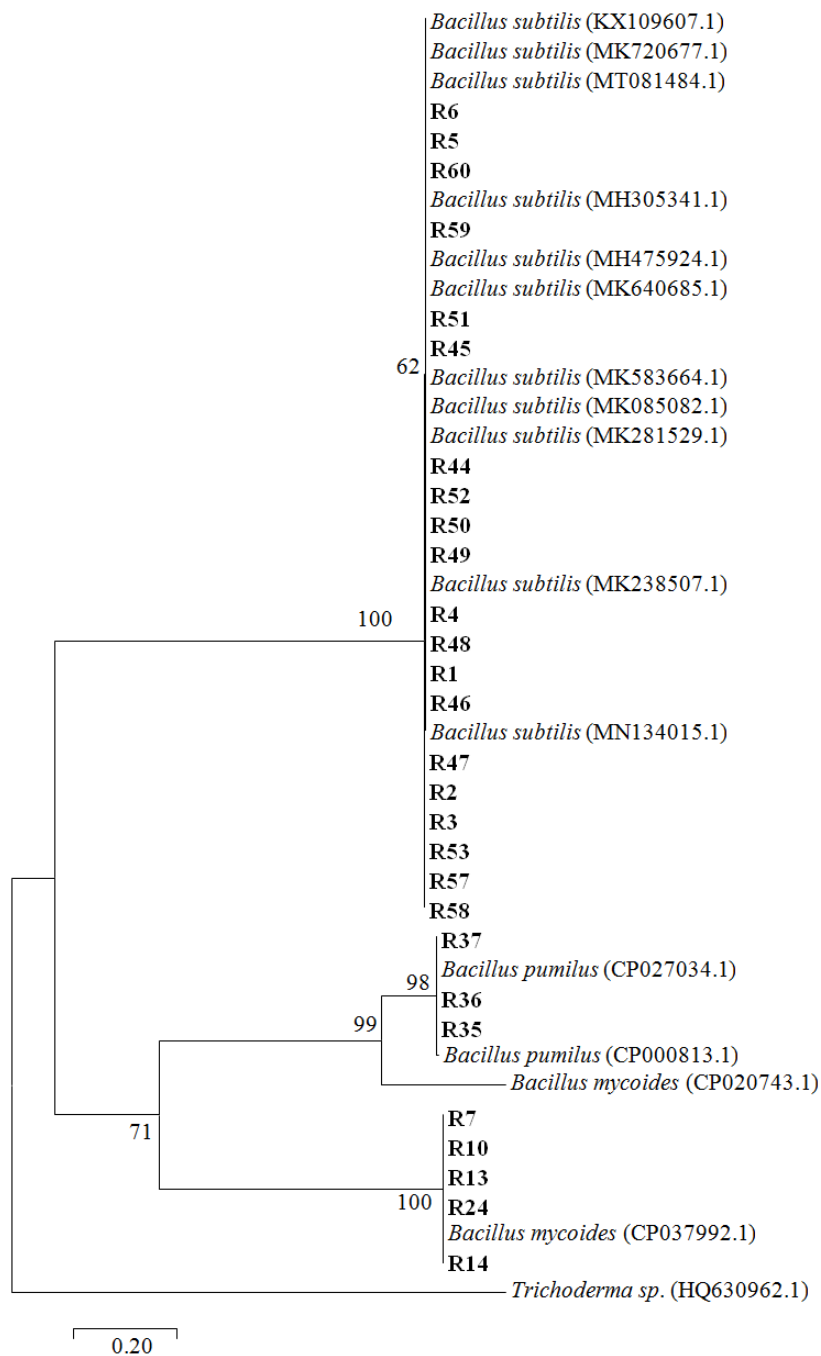 Bacillus subtilis (KX109607.1)
Bacillus subtilis (MK720677.1)
Bacillus subtilis (MT081484.1)
R6
R5
R60
Bacillus subtilis (MH305341.1)
R59
Bacillus subtilis (MH475924.1)
Bacillus subtilis (MK640685.1)
R51
R45
62
Bacillus subtilis (MK583664.1)
Bacillus subtilis (MK085082.1)
Bacillus subtilis (MK281529.1)
R44
R52
R50
R49
Bacillus subtilis (MK238507.1)
R4
100
R48
R1
R46
Bacillus subtilis (MN134015.1)
R47
R2
R3
R53
R57
R58
R37
Bacillus pumilus (CP027034.1)
98
R36
99
R35
Bacillus pumilus (CP000813.1)
Bacillus mycoides (CP020743.1)
R7
71
R10
R13
100
R24
Bacillus mycoides (CP037992.1)
R14
Trichoderma sp. (HQ630962.1)
0.20